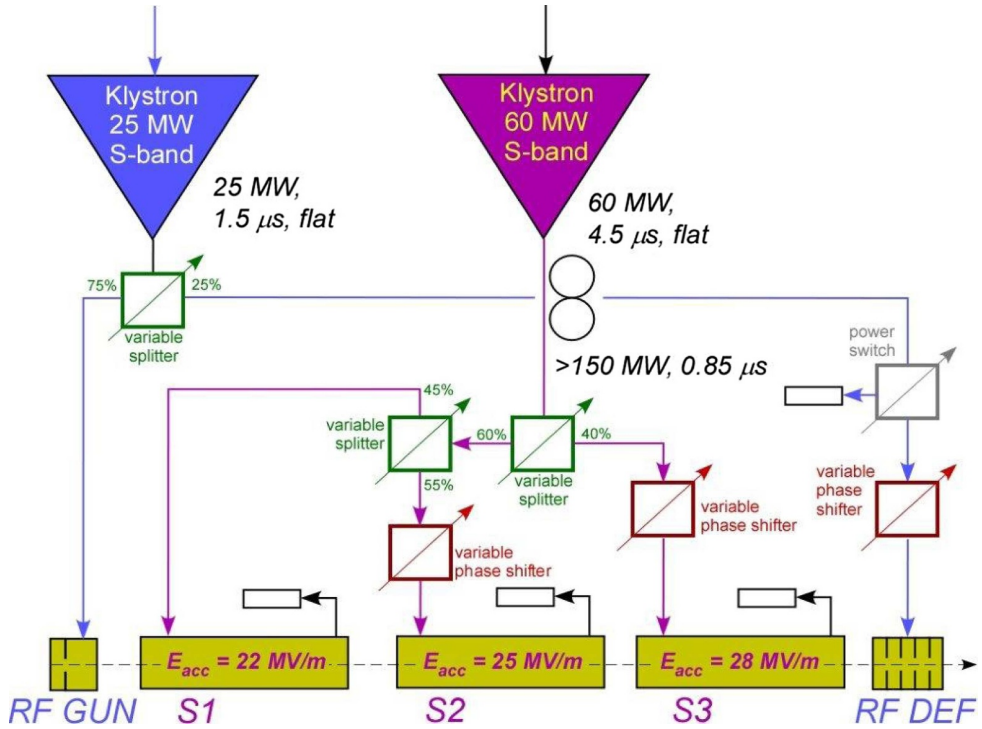 Klystron
25 MW
S-band
Klystron
60 MW
S-band
25 MW,
1.5 μs, flat
60 MW,
4.5 μs, flat
75%
25%
variable
splitter
>150 MW, 0.85 μs
power
switch
45%
variable
splitter
60%
40%
55%
variable
splitter
variable
phase shifter
variable
phase shifter
variable
phase
shifter
E_acc = 22 MV/m
E_acc = 25 MV/m
E_acc = 28 MV/m
RF GUN
S1
S2
S3
RF DEF